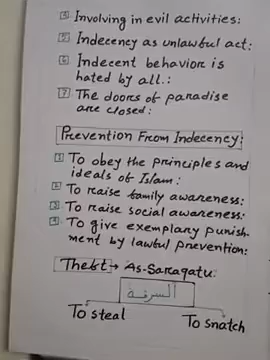 4 Involving in evil activities:
5 Indecency as unlawful act:
6 Indecent behavior is
hated by all.:
7 The doors of paradise
are closed:
Prevention From Indecency:
1 To obey the principles and
ideals of Islam:
2 To raise family awareness:
3 To raise social awareness:
4 To give exemplary punish-
ment by lawful prevention:
Theft → As-Saraqatu:
السرقة
To steal To snatch